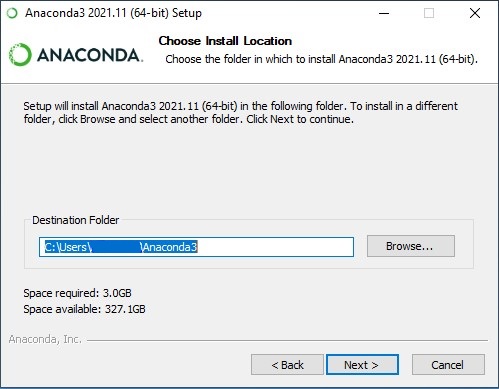 Anaconda3 2021.11 (64-bit) Setup
ANACONDA.
Choose Install Location
Choose the folder in which to install Anaconda3 2021.11 (64-bit).
Setup will install Anaconda3 2021.11 (64-bit) in the following folder. To install in a different
folder, click Browse and select another folder. Click Next to continue.
Destination Folder
C:\Users\ \Anaconda3
Browse...
Space required: 3.0GB
Space available: 327.1GB
Anaconda, Inc.
< Back
Next >
Cancel